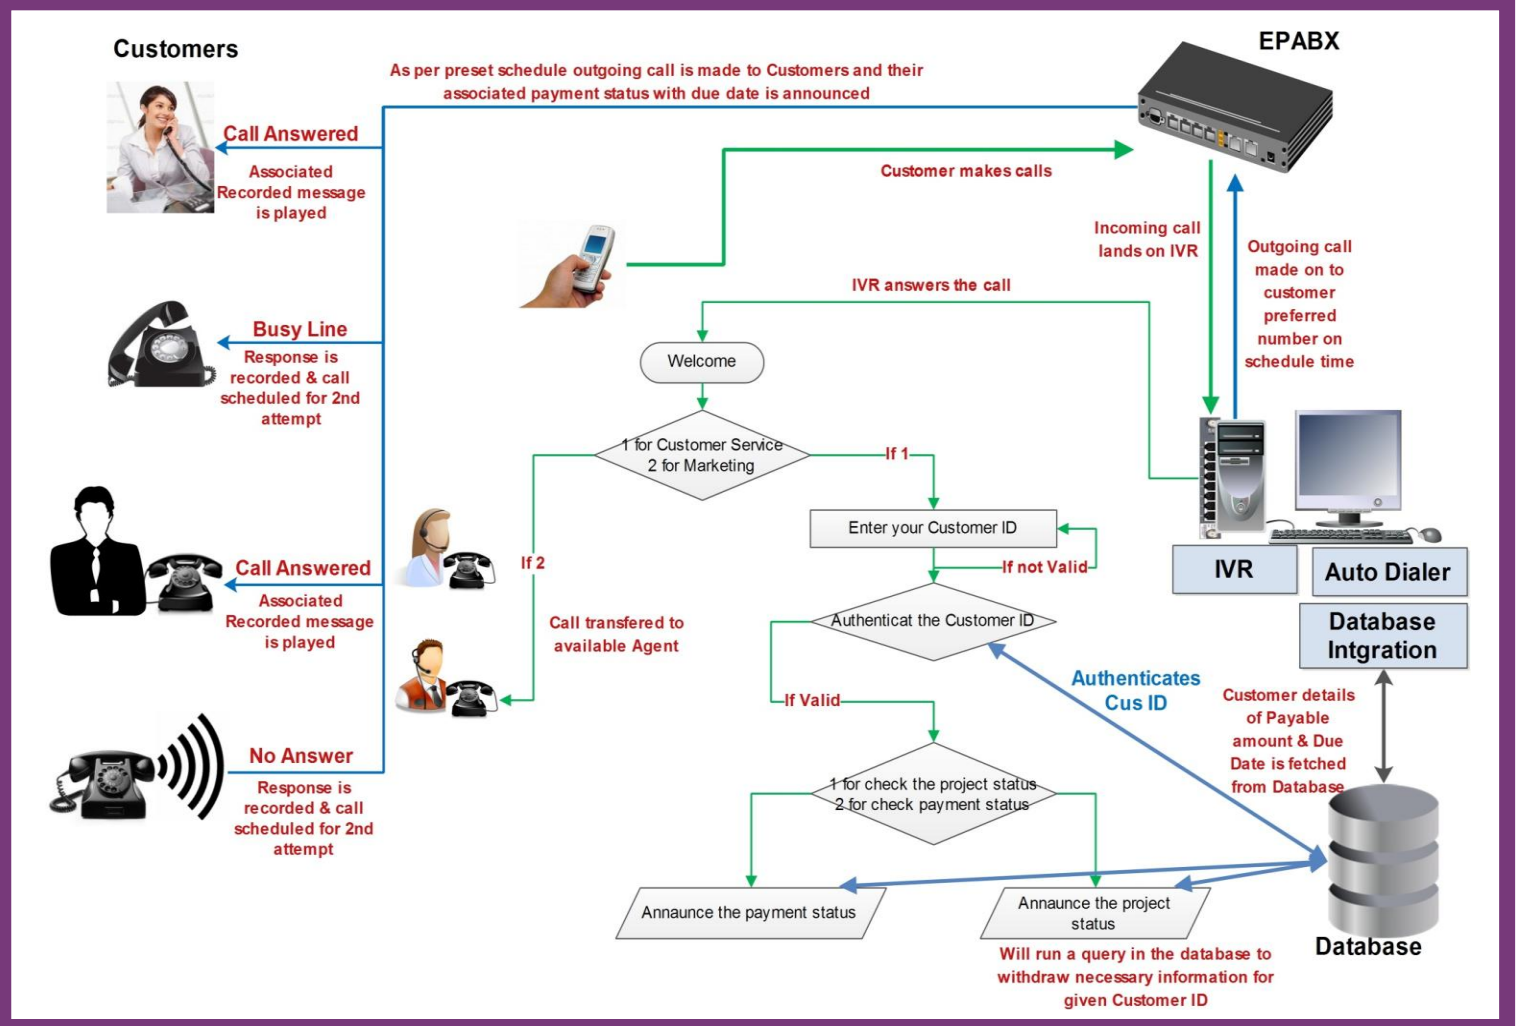 Customers
EPABX
As per preset schedule outgoing call is made to Customers and their
associated payment status with due date is announced
Call Answered
Associated
Recorded message
is played
Customer makes calls
Incoming call
lands on IVR
Outgoing call
made on to
customer
preferred
number on
schedule time
IVR answers the call
Busy Line
Response is
recorded & call
scheduled for 2nd
attempt
Welcome
1 for Customer Service
2 for Marketing
If 1
Enter your Customer ID
If not Valid
If 2
Call transfered to
available Agent
Call Answered
Associated
Recorded message
is played
IVR
Auto Dialer
Database
Intgration
Authenticat the Customer ID
Authenticates
Cus ID
Customer details
of Payable
amount & Due
Date is fetched
from Database
If Valid
No Answer
Response is
recorded & call
scheduled for 2nd
attempt
1 for check the project status
2 for check payment status
Annaunce the payment status
Annaunce the project
status
Database
Will run a query in the database to
withdraw necessary information for
given Customer ID